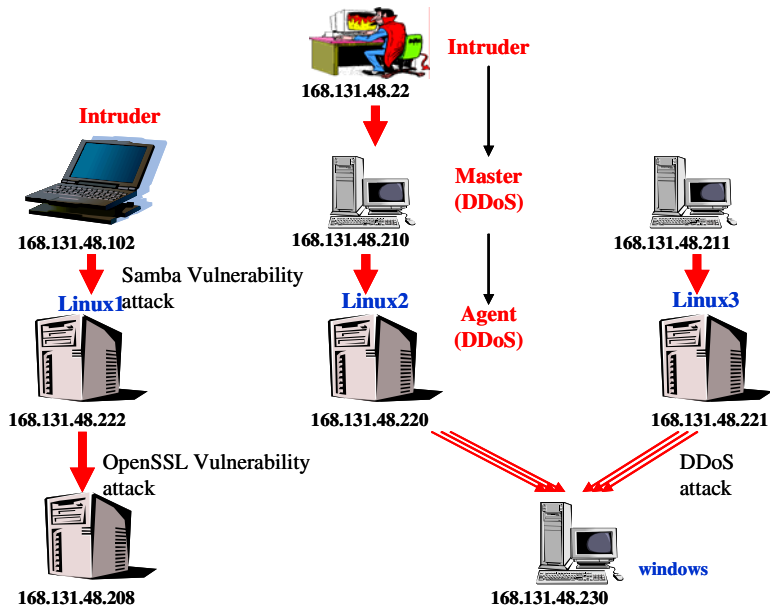 Intruder
168.131.48.22
Intruder
Master
(DDoS)
168.131.48.102
168.131.48.210
168.131.48.211
Samba Vulnerability
attack
Linux1
Linux2
Linux3
Agent
(DDoS)
168.131.48.222
168.131.48.220
168.131.48.221
OpenSSL Vulnerability
attack
DDoS
attack
windows
168.131.48.208
168.131.48.230